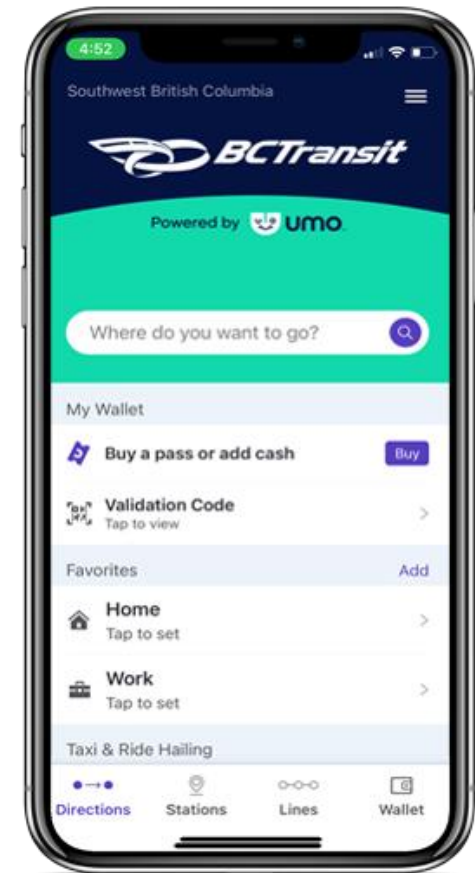 4:52
Southwest British Columbia
BCTransit
Powered by umo.
Where do you want to go?
My Wallet
Buy a pass or add cash
Buy
Validation Code
Tap to view
Favorites
Add
Home
Tap to set
Work
Tap to set
Taxi & Ride Hailing
Directions
Stations
Lines
Wallet